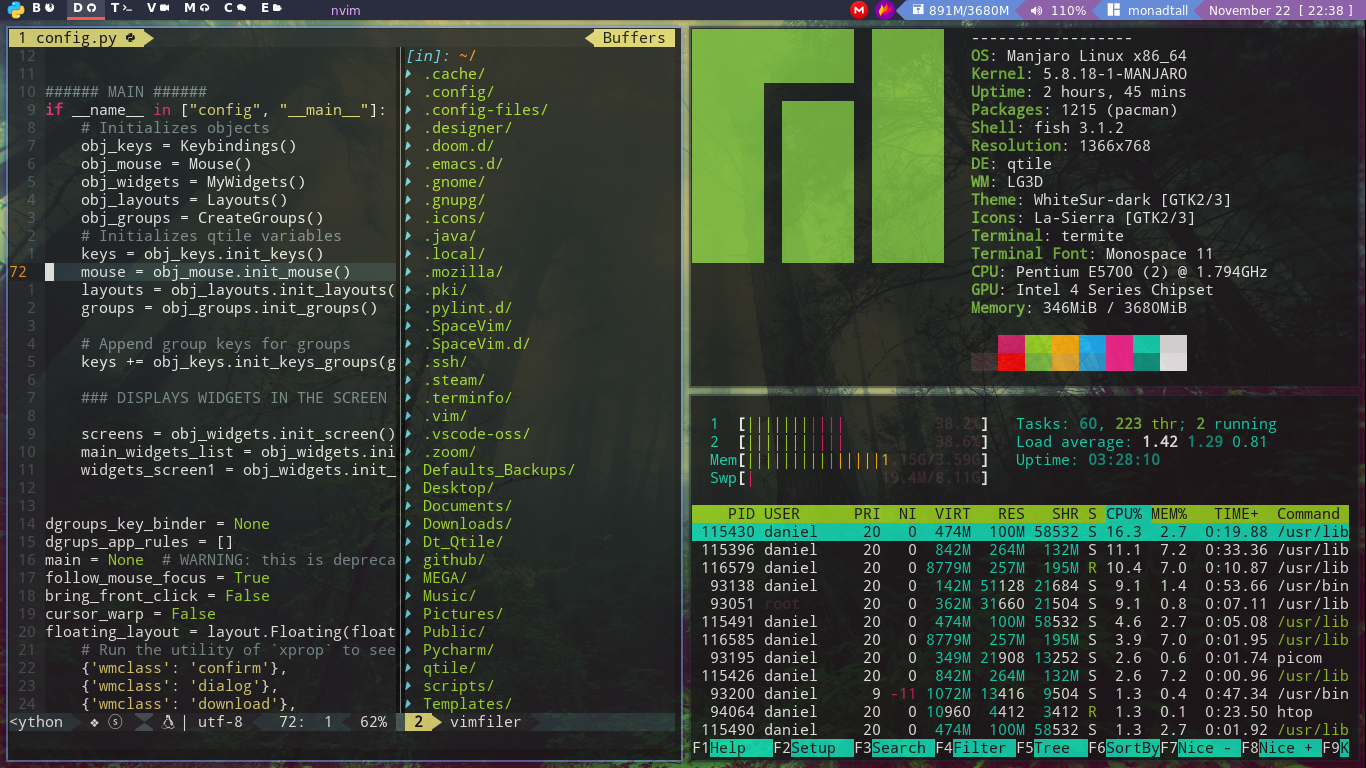 B D T>_ V M C E nvim 891M/3680M 110% monadtall November 22 [ 22:38 ]
1 config.py Buffers
12
11
10 ###### MAIN ######
9 if __name__ in ["config", "__main__"]:
8 # Initializes objects
7 obj_keys = Keybindings()
6 obj_mouse = Mouse()
5 obj_widgets = MyWidgets()
4 obj_layouts = Layouts()
3 obj_groups = CreateGroups()
2 # Initializes qtile variables
1 keys = obj_keys.init_keys()
72 mouse = obj_mouse.init_mouse()
1 layouts = obj_layouts.init_layouts(
2 groups = obj_groups.init_groups()
3
4 # Append group keys for groups
5 keys += obj_keys.init_keys_groups(g
6
7 ### DISPLAYS WIDGETS IN THE SCREEN
8
9 screens = obj_widgets.init_screen()
10 main_widgets_list = obj_widgets.ini
11 widgets_screen1 = obj_widgets.init_
12
13
14 dgroups_key_binder = None
15 dgrups_app_rules = []
16 main = None # WARNING: this is depreca
17 follow_mouse_focus = True
18 bring_front_click = False
19 cursor_warp = False
20 floating_layout = layout.Floating(float
21 # Run the utility of `xprop` to see
22 {'wmclass': 'confirm'},
23 {'wmclass': 'dialog'},
24 {'wmclass': 'download'},
<ython | utf-8 72: 1 62% 2 vimfiler
[in]: ~/
.cache/
.config/
.config-files/
.designer/
.doom.d/
.emacs.d/
.gnome/
.gnupg/
.icons/
.java/
.local/
.mozilla/
.pki/
.pylint.d/
.SpaceVim/
.SpaceVim.d/
.ssh/
.steam/
.terminfo/
.vim/
.vscode-oss/
.zoom/
Defaults_Backups/
Desktop/
Documents/
Downloads/
Dt_Qtile/
github/
MEGA/
Music/
Pictures/
Public/
Pycharm/
qtile/
scripts/
Templates/
------------------
OS: Manjaro Linux x86_64
Kernel: 5.8.18-1-MANJARO
Uptime: 2 hours, 45 mins
Packages: 1215 (pacman)
Shell: fish 3.1.2
Resolution: 1366x768
DE: qtile
WM: LG3D
Theme: WhiteSur-dark [GTK2/3]
Icons: La-Sierra [GTK2/3]
Terminal: termite
Terminal Font: Monospace 11
CPU: Pentium E5700 (2) @ 1.794GHz
GPU: Intel 4 Series Chipset
Memory: 346MiB / 3680MiB
1 [||||||||||| 38.2%] Tasks: 60, 223 thr; 2 running
2 [||||||||||| 38.6%] Load average: 1.42 1.29 0.81
Mem[|||||||||||||||1.15G/3.59G] Uptime: 03:28:10
Swp[| 19.4M/8.11G]
PID USER PRI NI VIRT RES SHR S CPU% MEM% TIME+ Command
115430 daniel 20 0 474M 100M 58532 S 16.3 2.7 0:19.88 /usr/lib
115396 daniel 20 0 842M 264M 132M S 11.1 7.2 0:33.36 /usr/lib
116579 daniel 20 0 8779M 257M 195M R 10.4 7.0 0:10.87 /usr/lib
93138 daniel 20 0 142M 51128 21684 S 9.1 1.4 0:53.66 /usr/bin
93051 root 20 0 362M 31660 21504 S 9.1 0.8 0:07.11 /usr/lib
115491 daniel 20 0 474M 100M 58532 S 4.6 2.7 0:05.08 /usr/lib
116585 daniel 20 0 8779M 257M 195M S 3.9 7.0 0:01.95 /usr/lib
93195 daniel 20 0 349M 21908 13252 S 2.6 0.6 0:01.74 picom
115426 daniel 20 0 842M 264M 132M S 2.6 7.2 0:00.96 /usr/lib
93200 daniel 9 -11 1072M 13416 9504 S 1.3 0.4 0:47.34 /usr/bin
94064 daniel 20 0 10960 4412 3412 R 1.3 0.1 0:23.50 htop
115490 daniel 20 0 474M 100M 58532 S 1.3 2.7 0:01.92 /usr/lib
F1Help F2Setup F3Search F4Filter F5Tree F6SortBy F7Nice - F8Nice + F9K